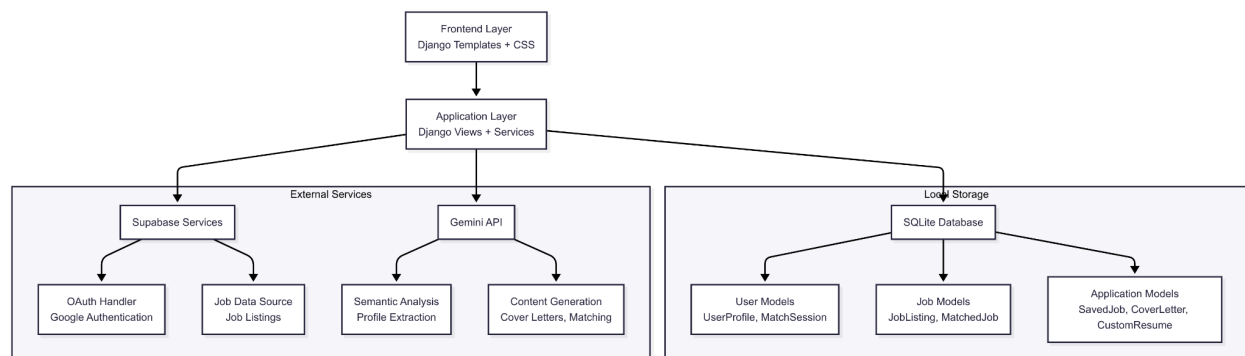 Frontend Layer
Django Templates + CSS
Application Layer
Django Views + Services
External Services
Local Storage
Supabase Services
Gemini API
SQLite Database
OAuth Handler
Google Authentication
Job Data Source
Job Listings
Semantic Analysis
Profile Extraction
Content Generation
Cover Letters, Matching
User Models
UserProfile, MatchSession
Job Models
JobListing, MatchedJob
Application Models
SavedJob, CoverLetter,
CustomResume